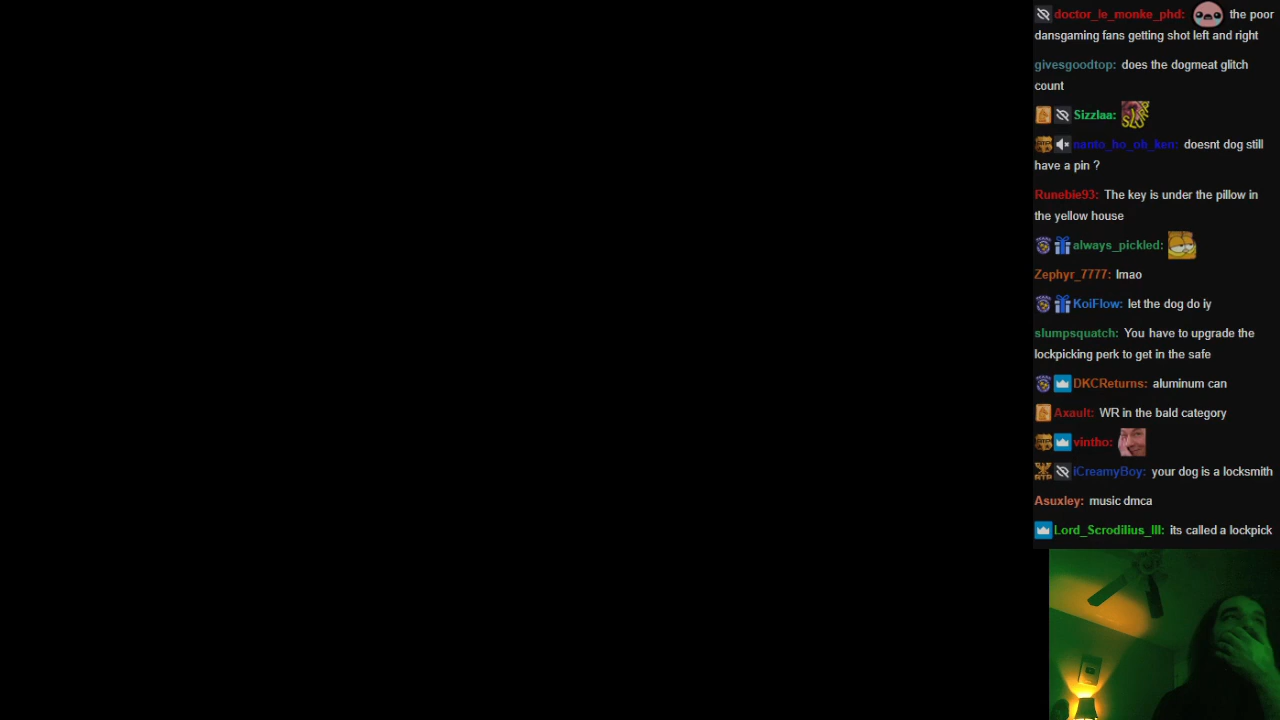 doctor_le_monke_phd: the poor
dansgaming fans getting shot left and right
givesgoodtop: does the dogmeat glitch
count
Sizzlaa:
nanto_ho_ob_ken: doesnt dog still
have a pin ?
Runebie93: The key is under the pillow in
the yellow house
always_pickled:
Zephyr_7777: lmao
KoiFlow: let the dog do iy
slumpsquatch: You have to upgrade the
lockpicking perk to get in the safe
DKCReturns: aluminum can
Axault: WR in the bald category
vintho:
iCreamyBoy: your dog is a locksmith
Asuxley: music dmca
Lord_Scrodilius_III: its called a lockpick